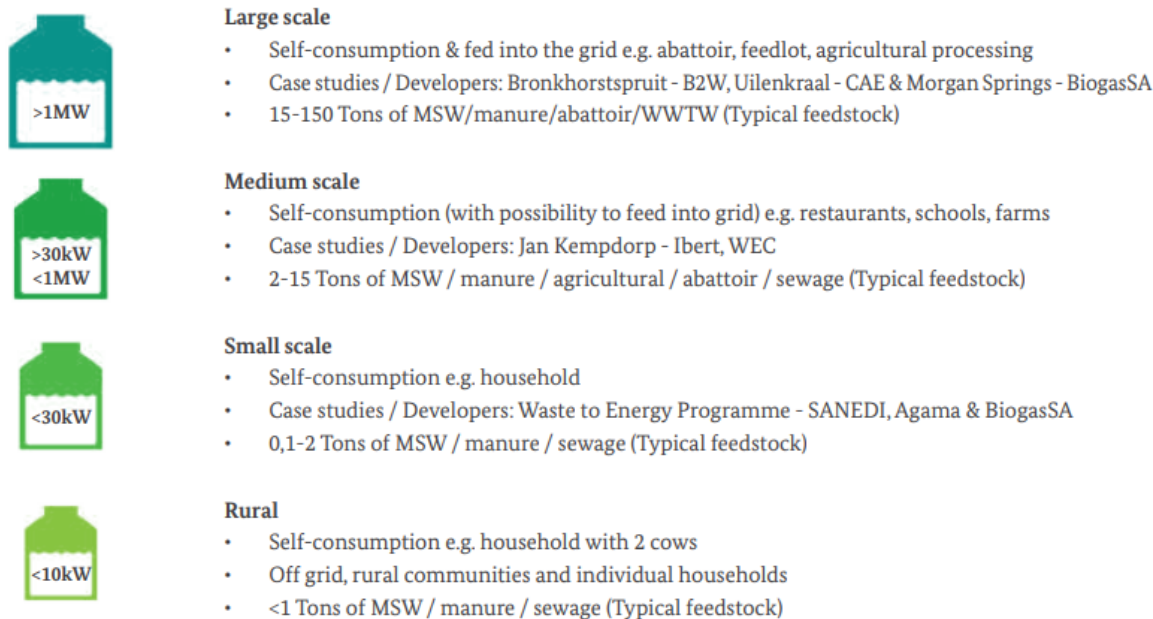 Large scale
>1MW
• Self-consumption & fed into the grid e.g. abattoir, feedlot, agricultural processing
• Case studies / Developers: Bronkhorstspruit - B2W, Uilenkraal - CAE & Morgan Springs - BiogasSA
• 15-150 Tons of MSW/manure/abattoir/WWTW (Typical feedstock)
Medium scale
>30kW
<1MW
• Self-consumption (with possibility to feed into grid) e.g. restaurants, schools, farms
• Case studies / Developers: Jan Kempdorp - Ibert, WEC
• 2-15 Tons of MSW / manure / agricultural / abattoir / sewage (Typical feedstock)
Small scale
<30kW
• Self-consumption e.g. household
• Case studies / Developers: Waste to Energy Programme - SANEDI, Agama & BiogasSA
• 0,1-2 Tons of MSW / manure / sewage (Typical feedstock)
Rural
<10kW
• Self-consumption e.g. household with 2 cows
• Off grid, rural communities and individual households
• <1 Tons of MSW / manure / sewage (Typical feedstock)